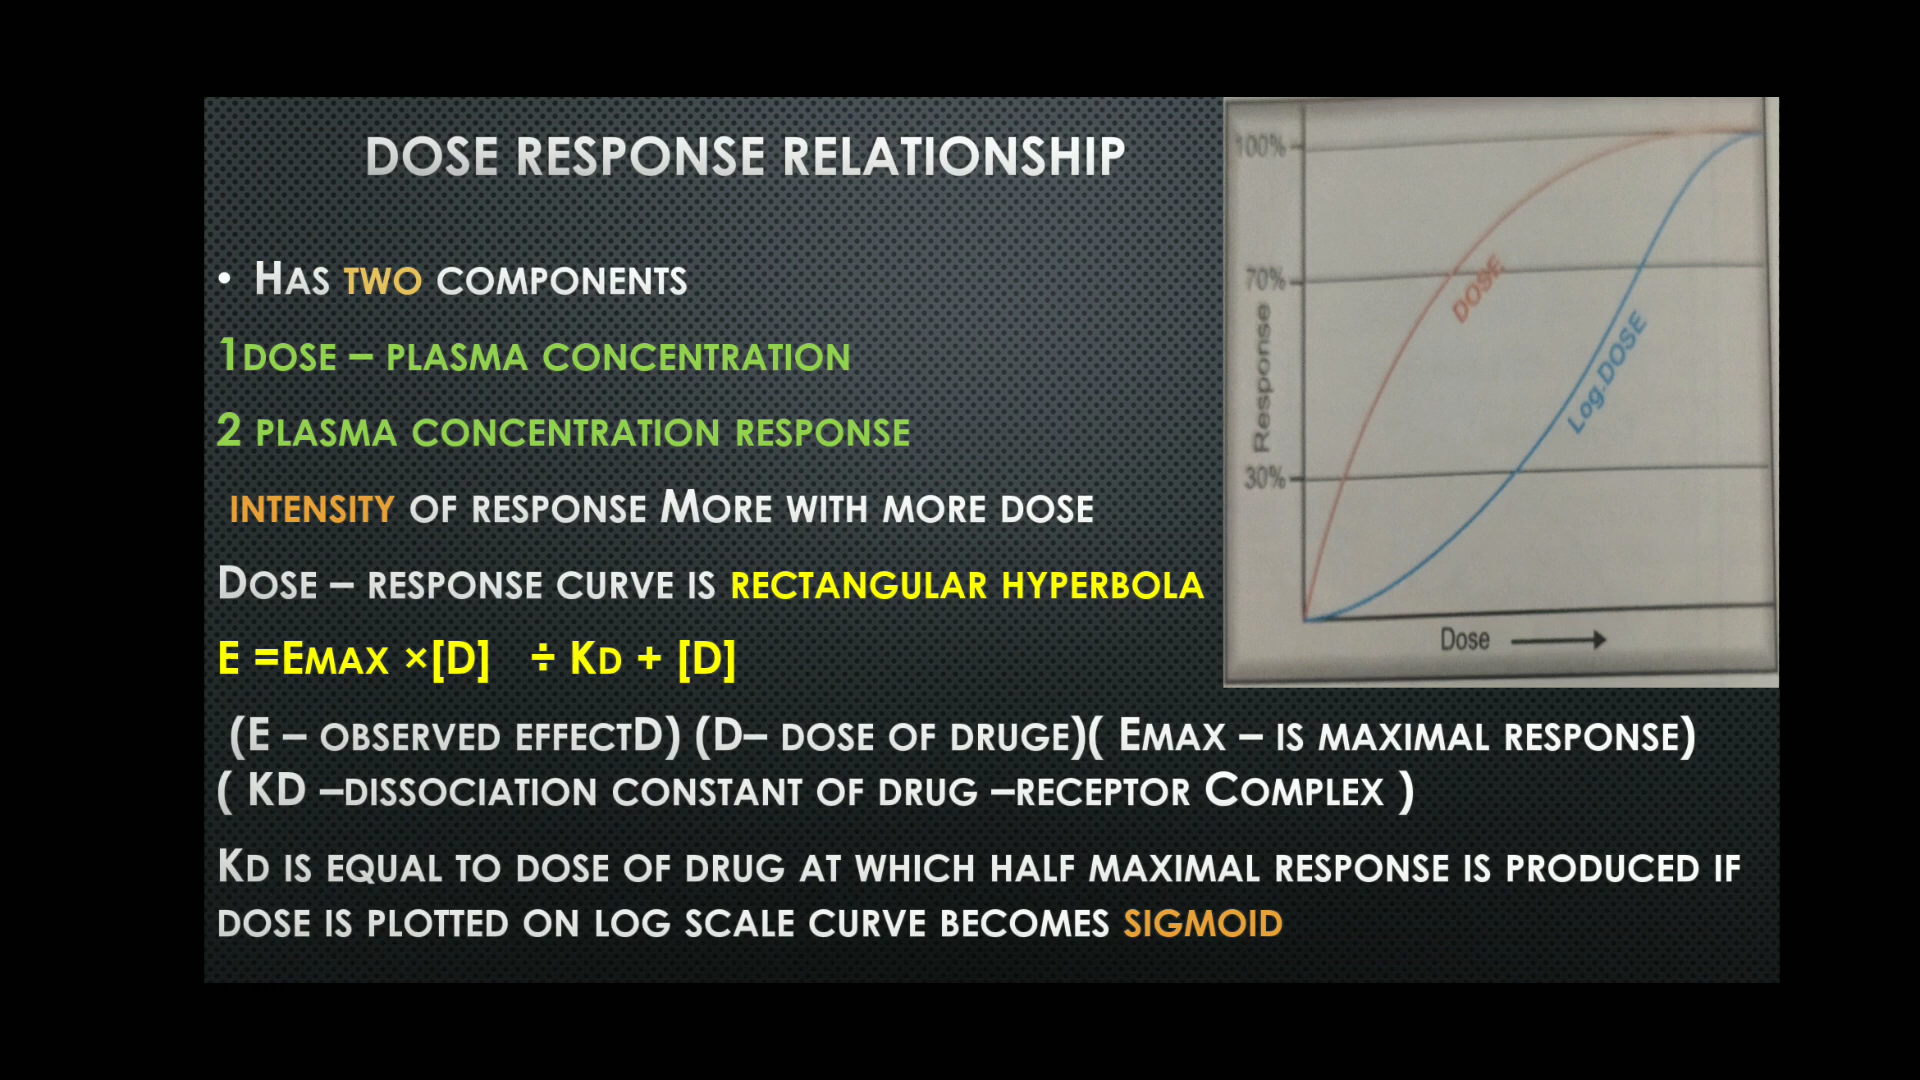 DOSE RESPONSE RELATIONSHIP
• HAS TWO COMPONENTS
1DOSE – PLASMA CONCENTRATION
2 PLASMA CONCENTRATION RESPONSE
INTENSITY OF RESPONSE MORE WITH MORE DOSE
DOSE – RESPONSE CURVE IS RECTANGULAR HYPERBOLA
E =EMAX ×[D] ÷ KD + [D]
(E – OBSERVED EFFECTD) (D– DOSE OF DRUGE)( EMAX – IS MAXIMAL RESPONSE)
( KD –DISSOCIATION CONSTANT OF DRUG –RECEPTOR COMPLEX )
KD IS EQUAL TO DOSE OF DRUG AT WHICH HALF MAXIMAL RESPONSE IS PRODUCED IF
DOSE IS PLOTTED ON LOG SCALE CURVE BECOMES SIGMOID
100%
70%
30%
Response
DOSE
Log.DOSE
Dose